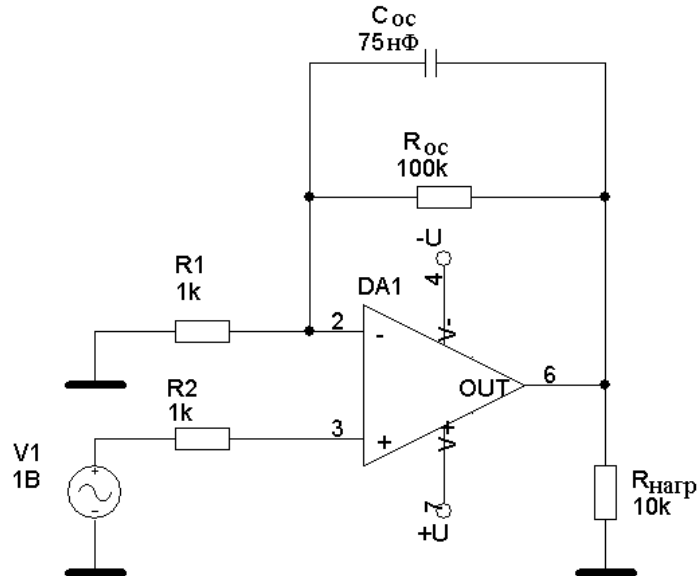 Cос
75нФ
Rос
100k
-U
4
R1
1k
DA1
V-
2
-
OUT
6
R2
1k
3
+
V+
V1
1В
+
-
7
+U
Rнагр
10k